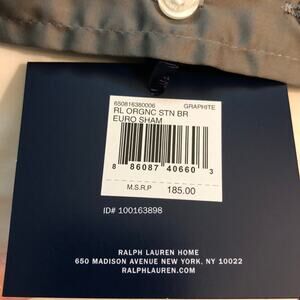 650816380006 GRAPHITE
RL ORGNC STN BR
EURO SHAM
8 86087 40660 3
M.S.R.P 185.00
ID# 100163898
RALPH LAUREN HOME
650 MADISON AVENUE NEW YORK, NY 10022
RALPHLAUREN.COM